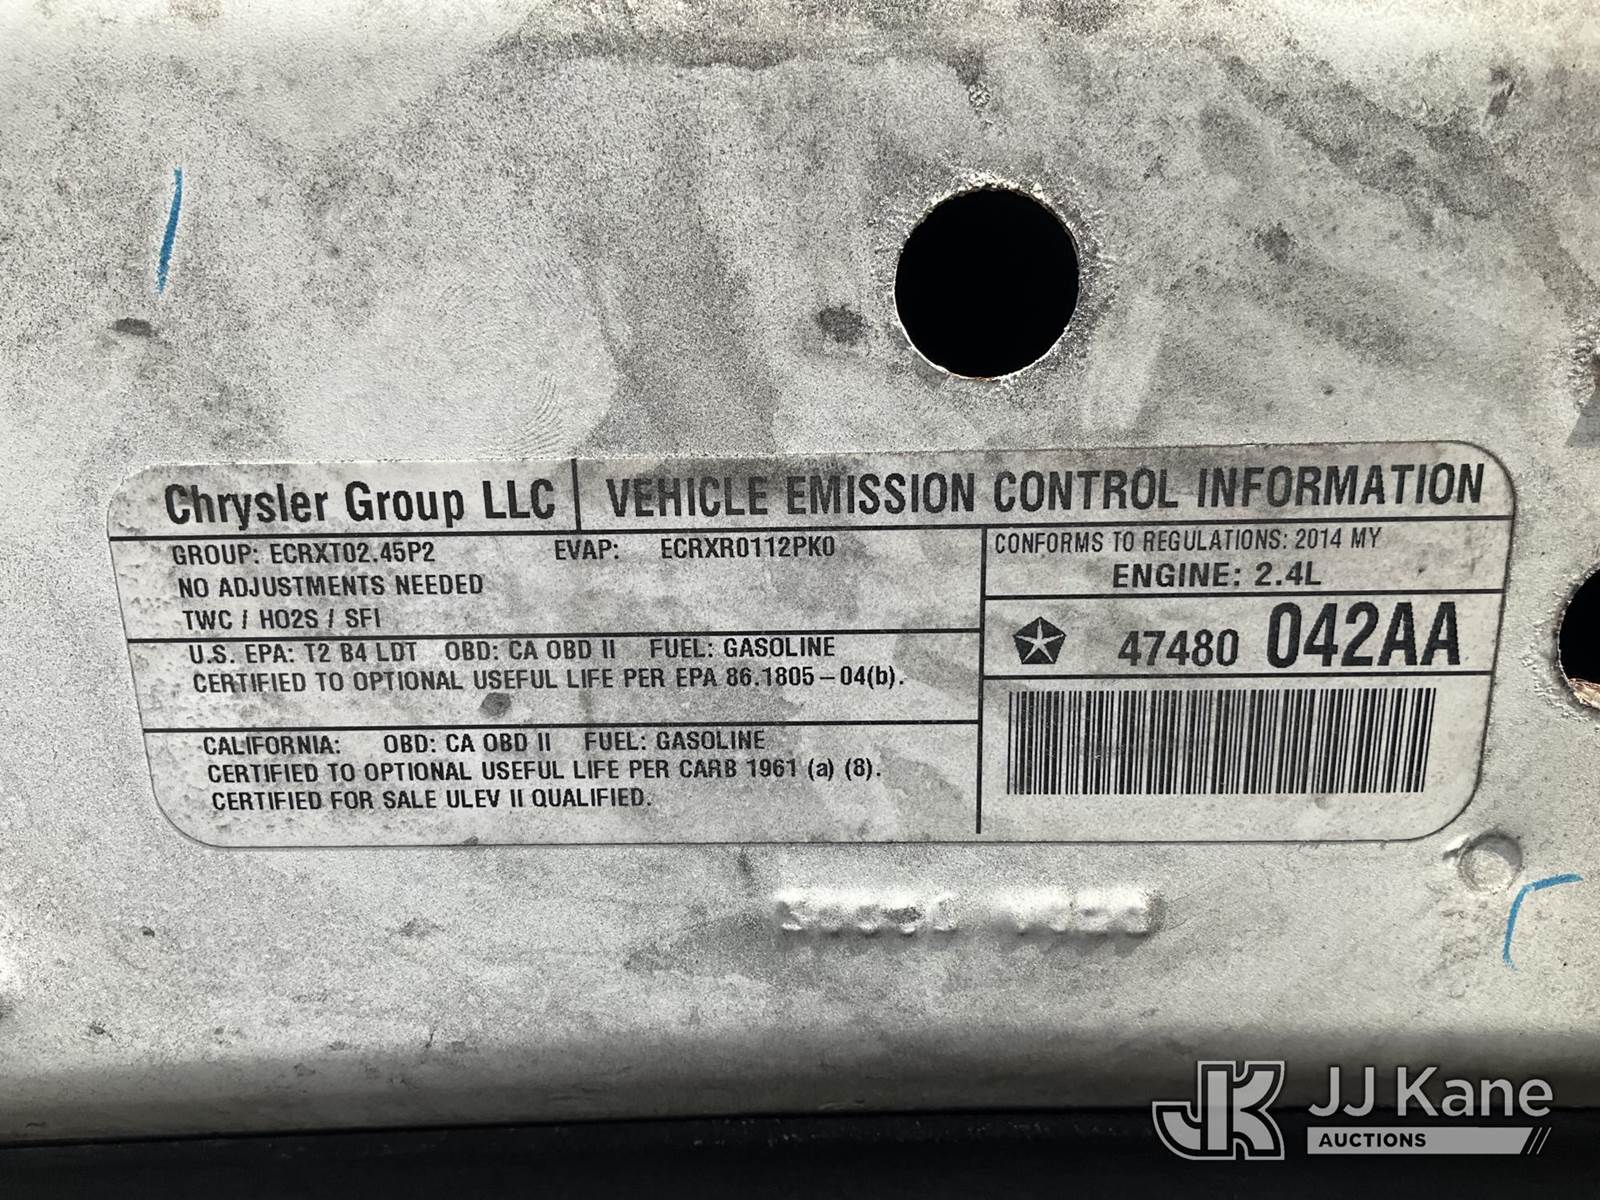 Chrysler Group LLC VEHICLE EMISSION CONTROL INFORMATION
GROUP: ECRXT02.45P2 EVAP: ECRXR0112PK0
NO ADJUSTMENTS NEEDED
TWC / HO2S / SFI
U.S. EPA: T2 B4 LDT OBD: CA OBD II FUEL: GASOLINE
CERTIFIED TO OPTIONAL USEFUL LIFE PER EPA 86.1805-04(b).
CALIFORNIA: OBD: CA OBD II FUEL: GASOLINE
CERTIFIED TO OPTIONAL USEFUL LIFE PER CARB 1961 (a) (8).
CERTIFIED FOR SALE ULEV II QUALIFIED.
CONFORMS TO REGULATIONS: 2014 MY
ENGINE: 2.4L
47480 042AA
JK JJ Kane
AUCTIONS